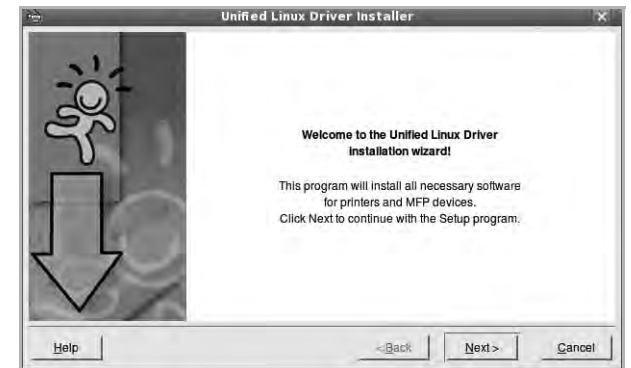 Unified Linux Driver Installer
Welcome to the Unified Linux Driver
installation wizard!
This program will install all necessary software
for printers and MFP devices.
Click Next to continue with the Setup program.
Help
<Back
Next >
Cancel